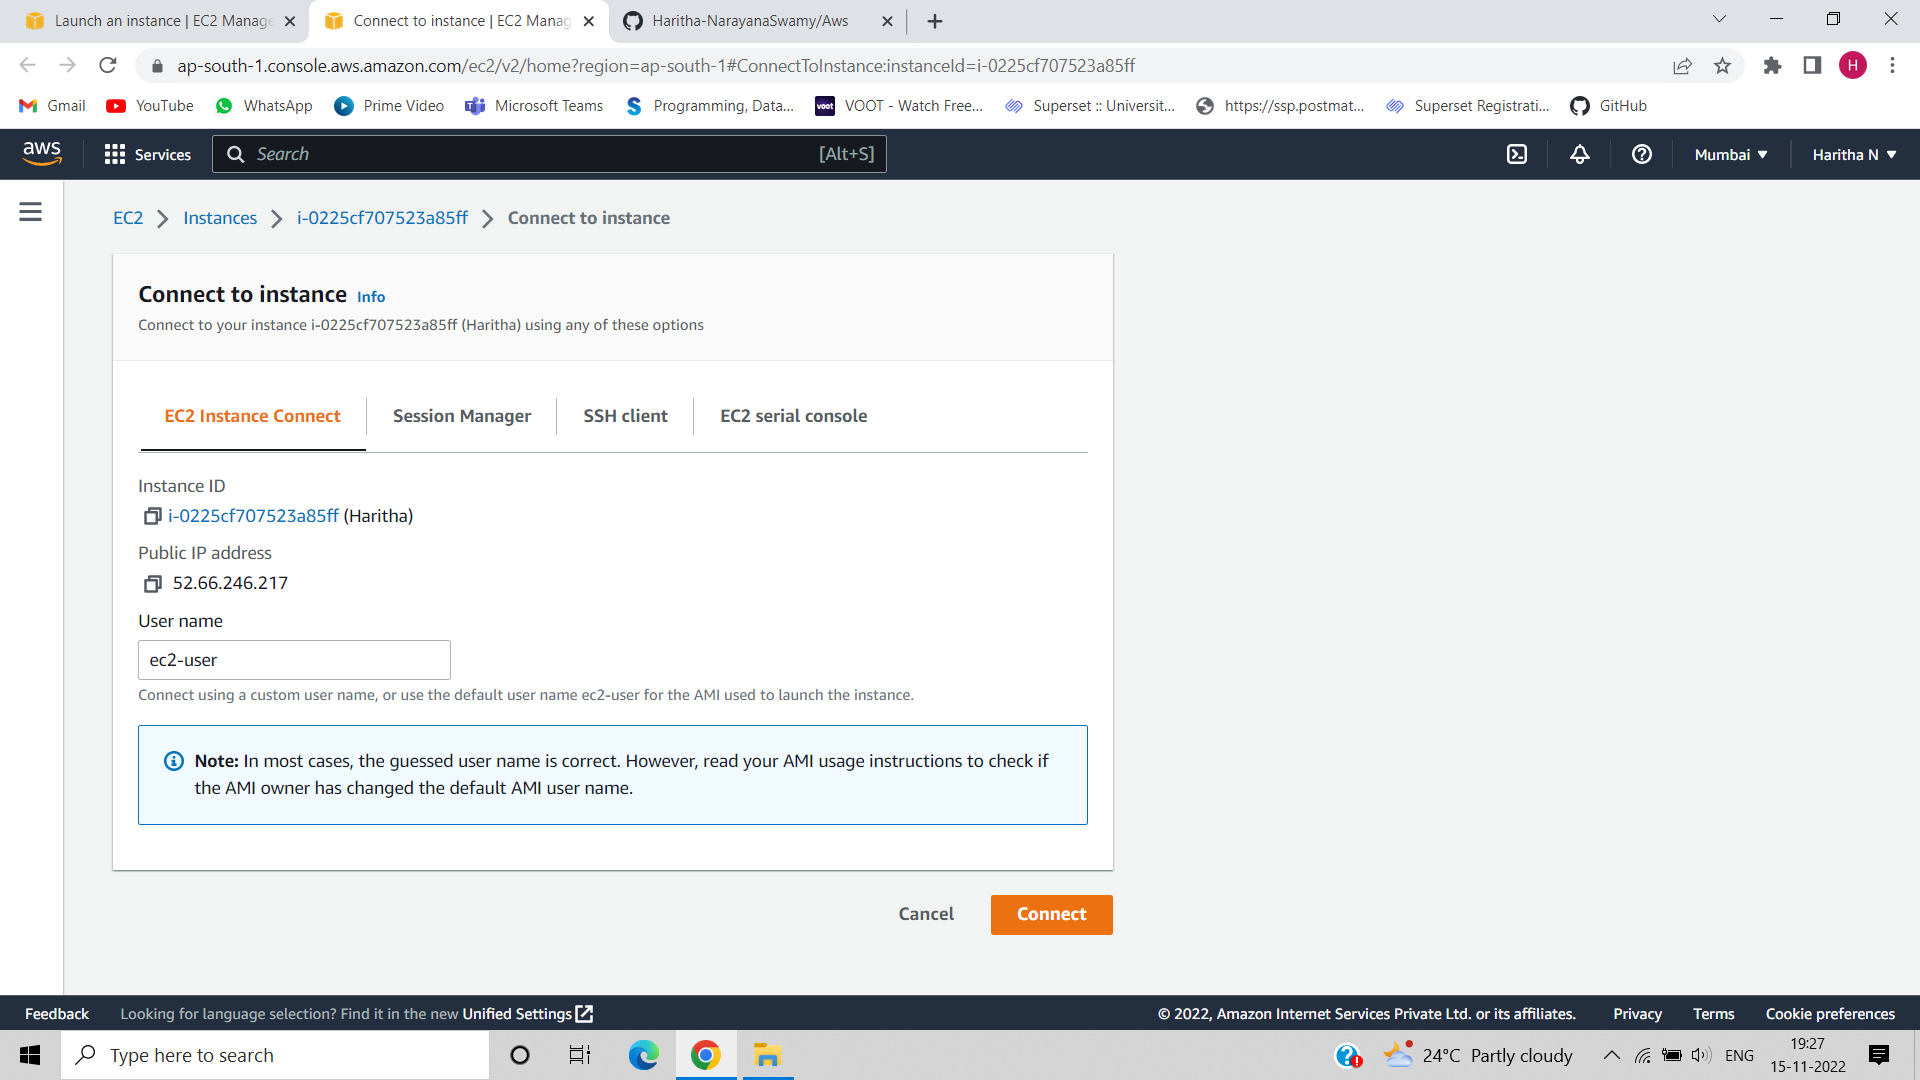 Launch an instance | EC2 Manage
Connect to instance | EC2 Manag
Haritha-NarayanaSwamy/Aws
ap-south-1.console.aws.amazon.com/ec2/v2/home?region=ap-south-1#ConnectToInstance:instanceId=i-0225cf707523a85ff
H
Gmail
YouTube
WhatsApp
Prime Video
Microsoft Teams
Programming, Data...
voot
VOOT - Watch Free...
Superset :: Universit...
https://ssp.postmat...
Superset Registrati...
GitHub
aws
Services
Search
[Alt+S]
Mumbai
Haritha N
EC2
Instances
i-0225cf707523a85ff
Connect to instance
Connect to instance Info
Connect to your instance i-0225cf707523a85ff (Haritha) using any of these options
EC2 Instance Connect
Session Manager
SSH client
EC2 serial console
Instance ID
i-0225cf707523a85ff (Haritha)
Public IP address
52.66.246.217
User name
ec2-user
Connect using a custom user name, or use the default user name ec2-user for the AMI used to launch the instance.
Note: In most cases, the guessed user name is correct. However, read your AMI usage instructions to check if
the AMI owner has changed the default AMI user name.
Cancel
Connect
Feedback
Looking for language selection? Find it in the new Unified Settings
© 2022, Amazon Internet Services Private Ltd. or its affiliates.
Privacy
Terms
Cookie preferences
Type here to search
24°C Partly cloudy
ENG
19:27
15-11-2022